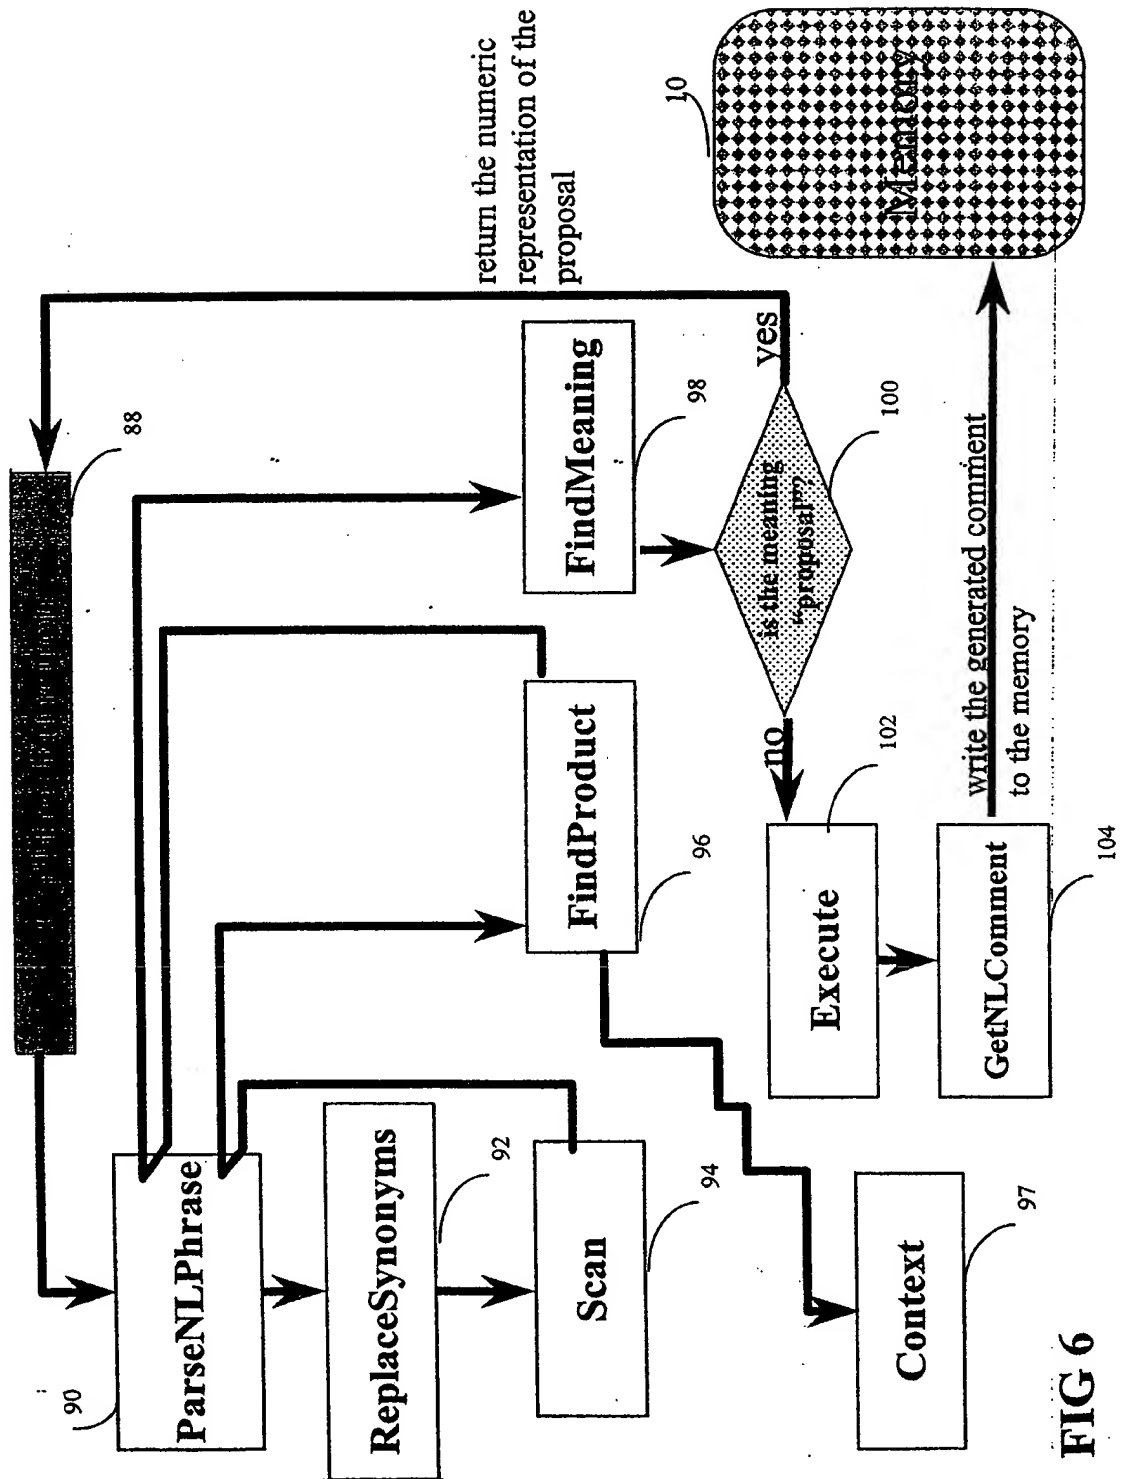 88
90
ParseNLPhrase
ReplaceSynonyms
92
Scan
94
FindProduct
96
FindMeaning
98
return the numeric
representation of the
proposal
is the meaning
"proposal"?
100
yes
no
Execute
102
GetNLComment
104
Context
97
write the generated comment
to the memory
10
Memory
FIG 6